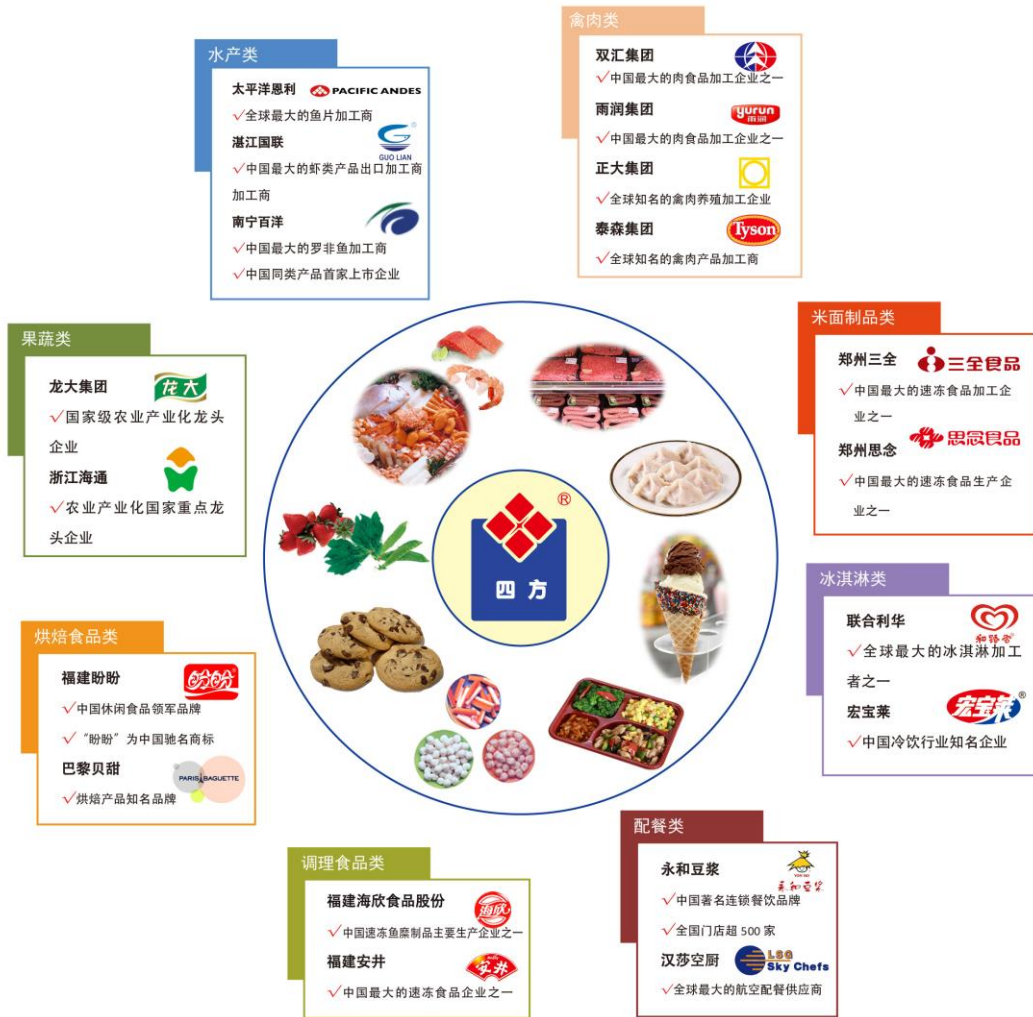 水产类
太平洋恩利 PACIFIC ANDES
✓全球最大的鱼片加工商
湛江国联
GUO LIAN
✓中国最大的虾类产品出口加工商
加工商
南宁百洋
✓中国最大的罗非鱼加工商
✓中国同类产品首家上市企业
禽肉类
双汇集团
✓中国最大的肉食品加工企业之一
雨润集团 yurun
雨润
✓中国最大的肉食品加工企业之一
正大集团
✓全球知名的禽肉养殖加工企业
泰森集团 Tyson
✓全球知名的禽肉产品加工商
果蔬类
龙大集团 龙大
✓国家级农业产业化龙头
企业
浙江海通
✓农业产业化国家重点龙
头企业
米面制品类
郑州三全 三全食品
✓中国最大的速冻食品加工企
业之一
郑州思念 思念食品
✓中国最大的速冻食品生产企
业之一
®
四方
冰淇淋类
联合利华
和路雪
✓全球最大的冰淇淋加工
者之一
宏宝莱 宏宝莱®
✓中国冷饮行业知名企业
烘焙食品类
福建盼盼 盼盼
✓中国休闲食品领军品牌
✓“盼盼”为中国驰名商标
巴黎贝甜 PARIS BAGUETTE
✓烘焙产品知名品牌
调理食品类
福建海欣食品股份 海欣
✓中国速冻鱼糜制品主要生产企业之一
福建安井 安井
✓中国最大的速冻食品企业之一
配餐类
永和豆浆
永和豆浆
✓中国著名连锁餐饮品牌
✓全国门店超 500 家
汉莎空厨 LSG
Sky Chefs
✓全球最大的航空配餐供应商